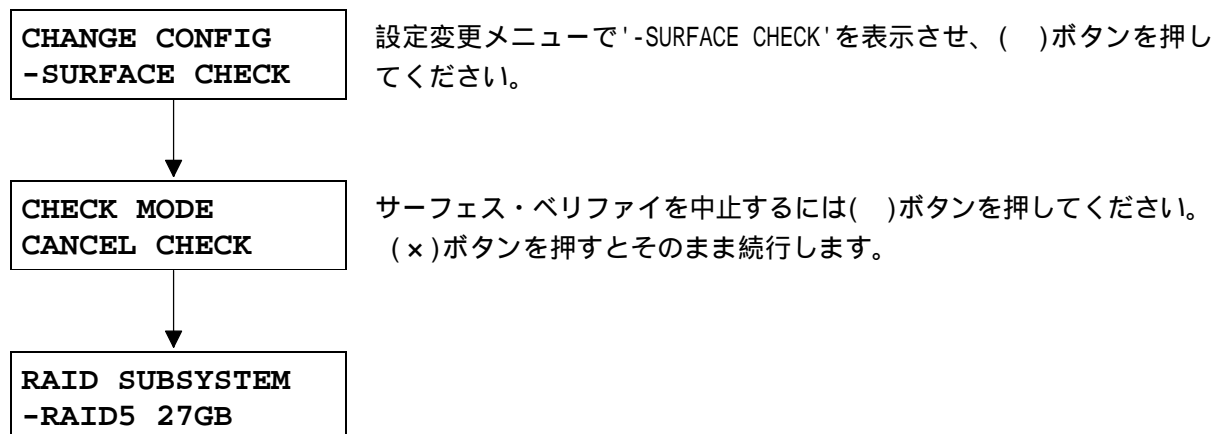 CHANGE CONFIG
-SURFACE CHECK
設定変更メニューで'-SURFACE CHECK'を表示させ、(　)ボタンを押し
てください。
CHECK MODE
CANCEL CHECK
サーフェス・ベリファイを中止するには(　)ボタンを押してください。
(×)ボタンを押すとそのまま続行します。
RAID SUBSYSTEM
-RAID5 27GB